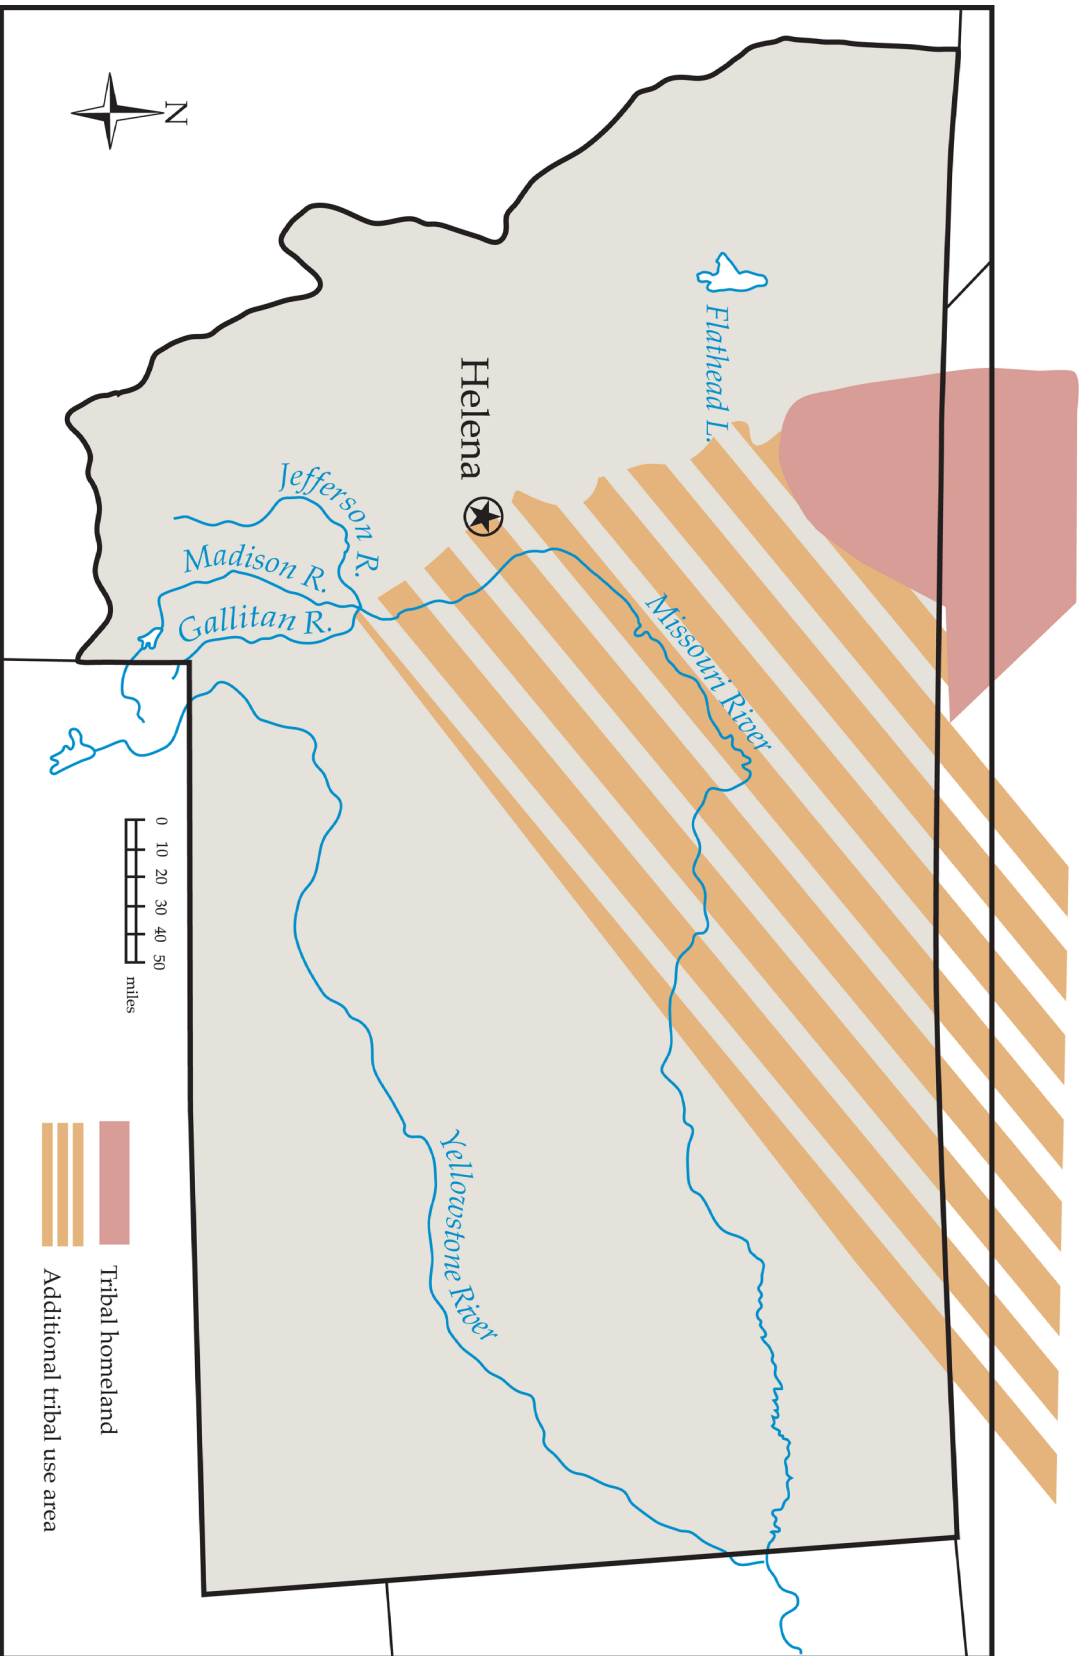 N
Flathead L.
Helena
Missouri River
Jefferson R.
Madison R.
Gallitan R.
Yellowstone River
0 10 20 30 40 50
miles
Tribal homeland
Additional tribal use area